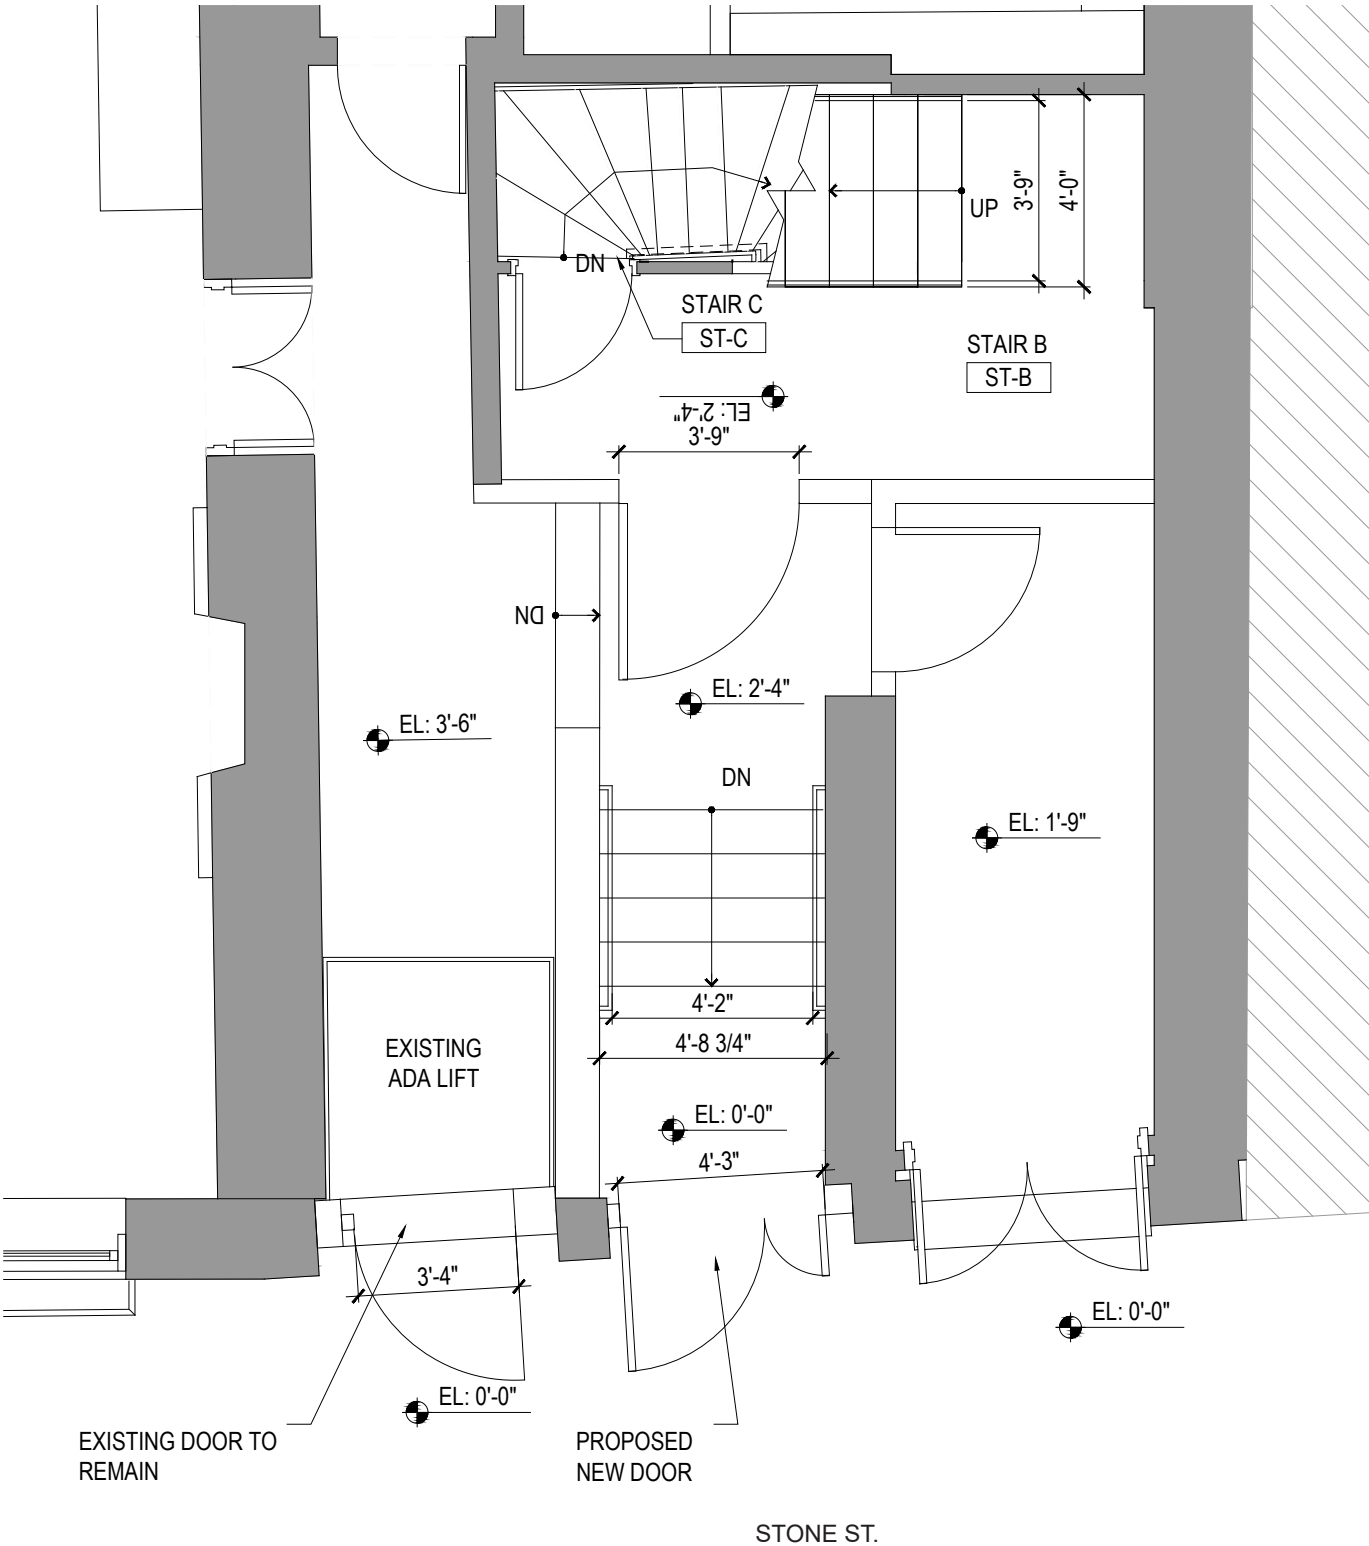 UP
3'-9"
4'-0"
DN
STAIR C
ST-C
STAIR B
ST-B
EL: 2'-4"
3'-9"
DN
EL: 2'-4"
EL: 3'-6"
DN
EL: 1'-9"
4'-2"
4'-8 3/4"
EXISTING
ADA LIFT
EL: 0'-0"
4'-3"
3'-4"
EL: 0'-0"
EL: 0'-0"
EXISTING DOOR TO
REMAIN
PROPOSED
NEW DOOR
STONE ST.